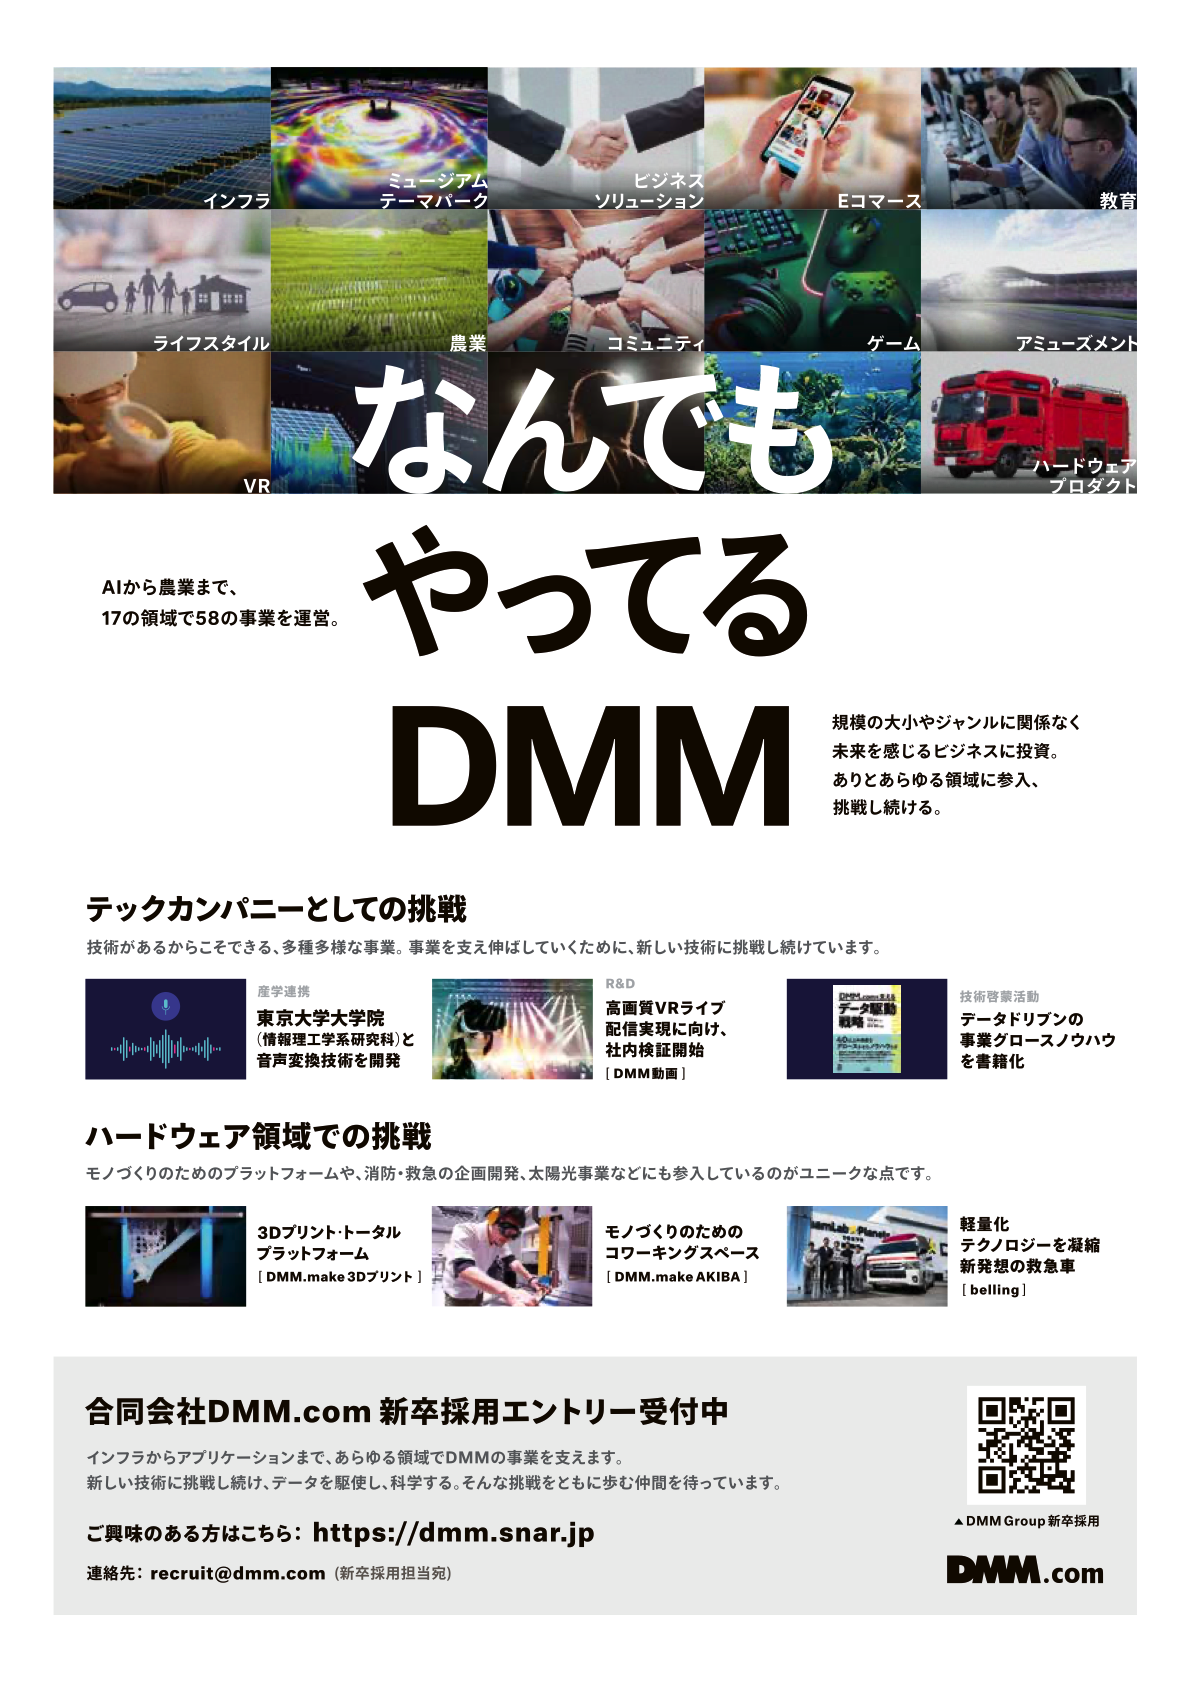 インフラ
ミュージアム
テーマパーク
ビジネス
ソリューション
Eコマース
教育
ライフスタイル
農業
コミュニティ
ゲーム
アミューズメント
VR
ハードウェア
プロダクト
なんでも
やってる
DMM
AIから農業まで、
17の領域で58の事業を運営。
規模の大小やジャンルに関係なく
未来を感じるビジネスに投資。
ありとあらゆる領域に参入、
挑戦し続ける。
テックカンパニーとしての挑戦
技術があるからこそできる、多種多様な事業。事業を支え伸ばしていくために、新しい技術に挑戦し続けています。
産学連携
東京大学大学院
（情報理工学系研究科）と
音声変換技術を開発
R&D
高画質VRライブ
配信実現に向け、
社内検証開始
[ DMM動画 ]
DMM.comを支える
データ駆動
戦略
技術啓蒙活動
データドリブンの
事業グロースノウハウ
を書籍化
ハードウェア領域での挑戦
モノづくりのためのプラットフォームや、消防・救急の企画開発、太陽光事業などにも参入しているのがユニークな点です。
3Dプリント・トータル
プラットフォーム
[ DMM.make 3Dプリント ]
モノづくりのための
コワーキングスペース
[ DMM.make AKIBA ]
軽量化
テクノロジーを凝縮
新発想の救急車
[ belling ]
合同会社DMM.com 新卒採用エントリー受付中
インフラからアプリケーションまで、あらゆる領域でDMMの事業を支えます。
新しい技術に挑戦し続け、データを駆使し、科学する。そんな挑戦をともに歩む仲間を待っています。
ご興味のある方はこちら： https://dmm.snar.jp
連絡先： recruit@dmm.com （新卒採用担当宛）
▲DMM Group 新卒採用
DMM.com